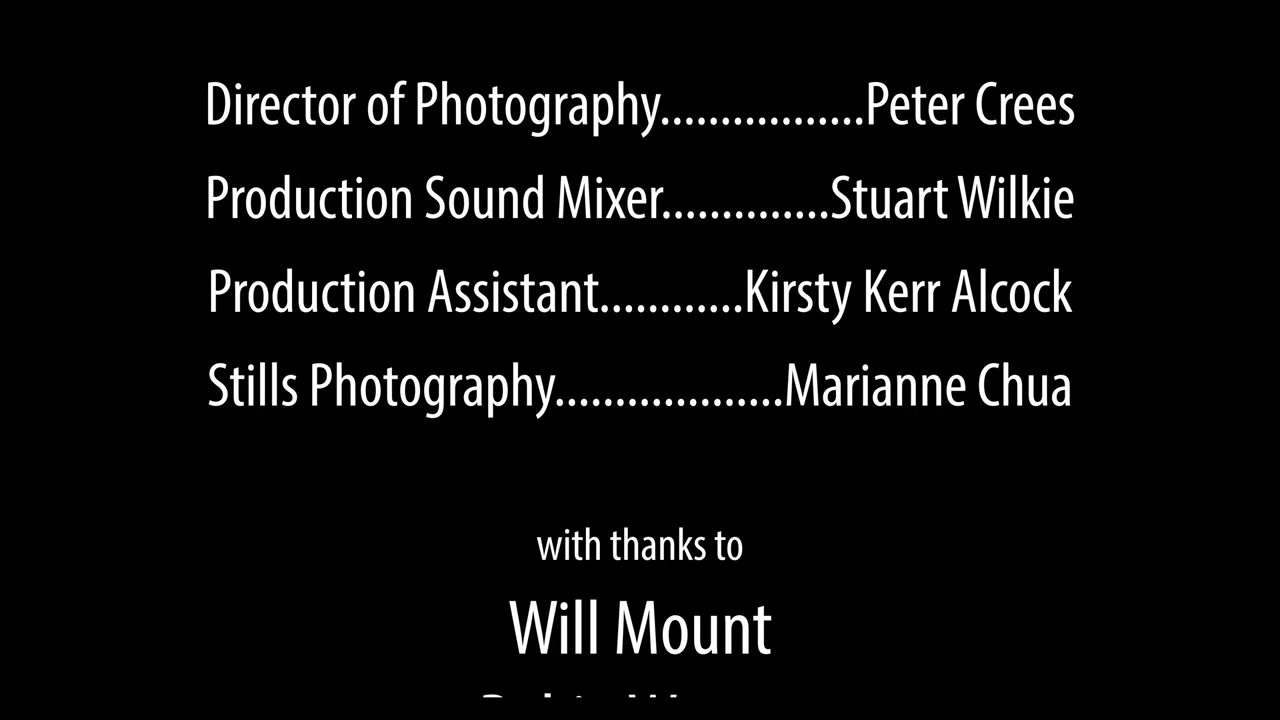 Director of Photography.................Peter Crees
Production Sound Mixer..............Stuart Wilkie
Production Assistant............Kirsty Kerr Alcock
Stills Photography...................Marianne Chua
with thanks to
Will Mount